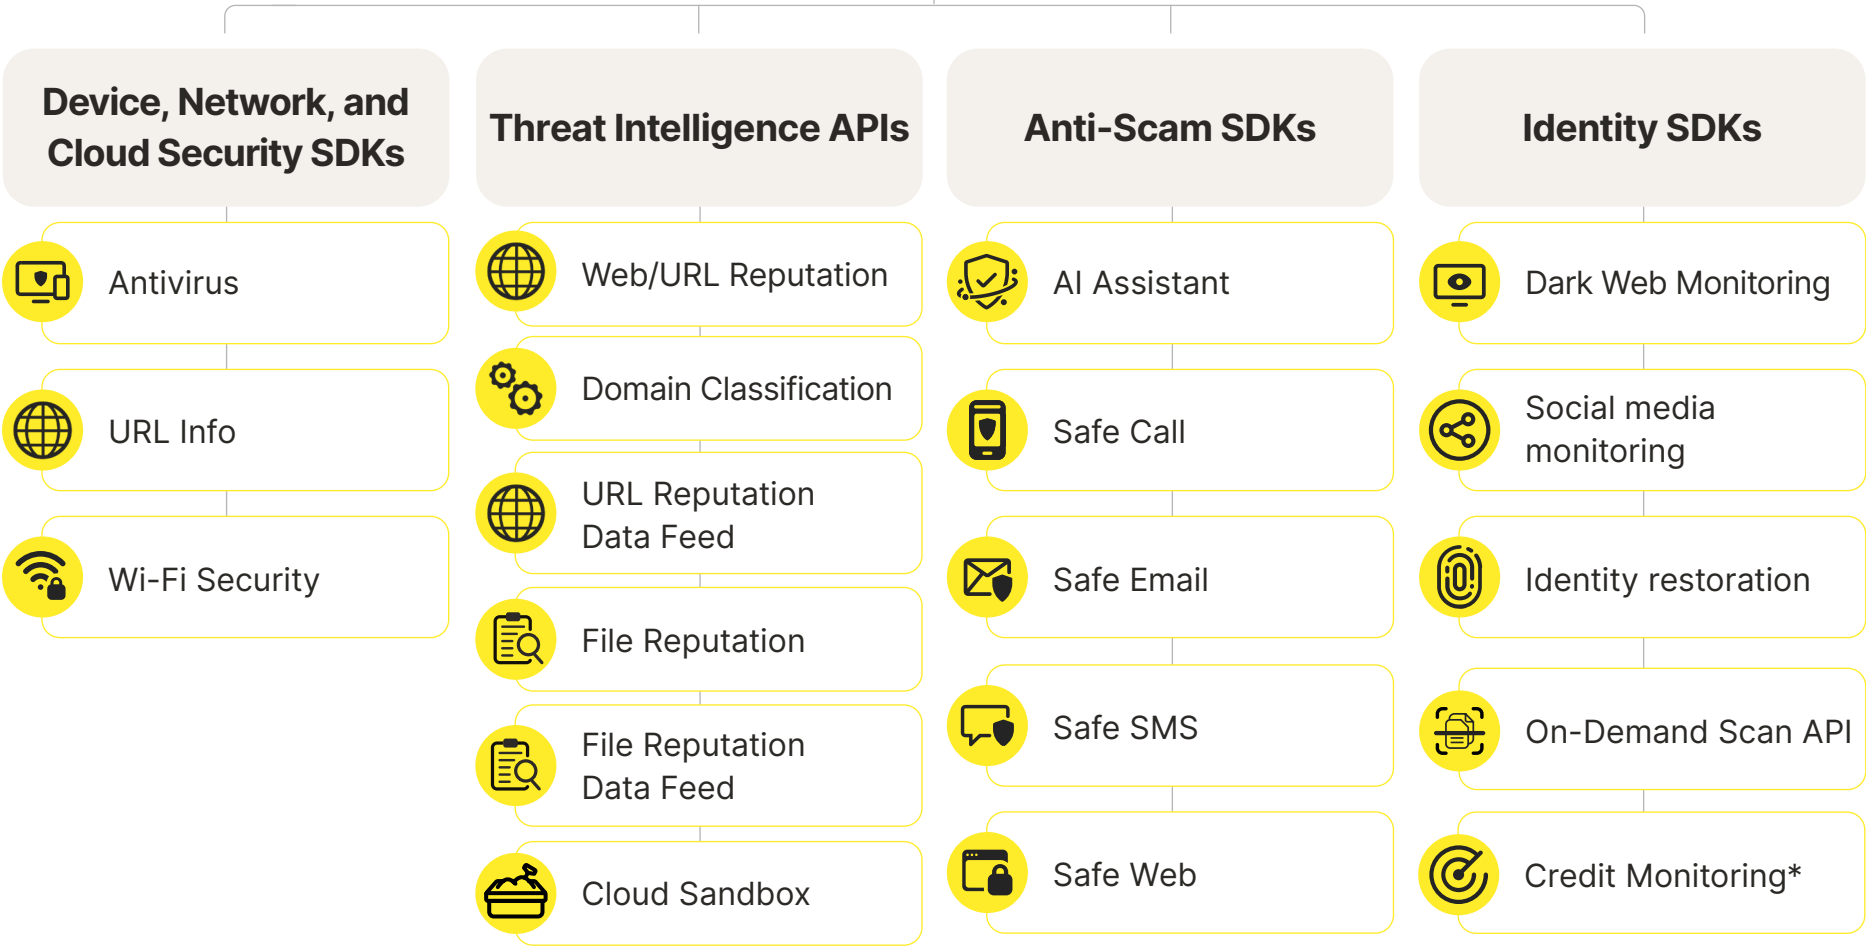 Device, Network, and
Cloud Security SDKs
Antivirus
URL Info
Wi-Fi Security
Threat Intelligence APIs
Web/URL Reputation
Domain Classification
URL Reputation
Data Feed
File Reputation
File Reputation
Data Feed
Cloud Sandbox
Anti-Scam SDKs
AI Assistant
Safe Call
Safe Email
Safe SMS
Safe Web
Identity SDKs
Dark Web Monitoring
Social media
monitoring
Identity restoration
On-Demand Scan API
Credit Monitoring*